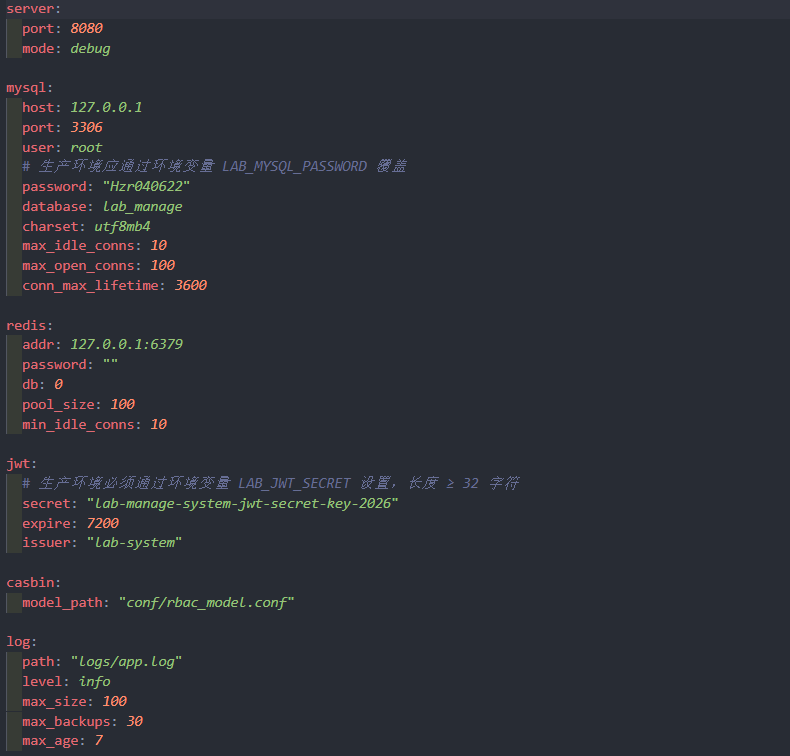 server:
port: 8080
mode: debug
mysql:
host: 127.0.0.1
port: 3306
user: root
# 生产环境应通过环境变量 LAB_MYSQL_PASSWORD 覆盖
password: "Hzr040622"
database: lab_manage
charset: utf8mb4
max_idle_conns: 10
max_open_conns: 100
conn_max_lifetime: 3600
redis:
addr: 127.0.0.1:6379
password: ""
db: 0
pool_size: 100
min_idle_conns: 10
jwt:
# 生产环境必须通过环境变量 LAB_JWT_SECRET 设置，长度 ≥ 32 字符
secret: "lab-manage-system-jwt-secret-key-2026"
expire: 7200
issuer: "lab-system"
casbin:
model_path: "conf/rbac_model.conf"
log:
path: "logs/app.log"
level: info
max_size: 100
max_backups: 30
max_age: 7